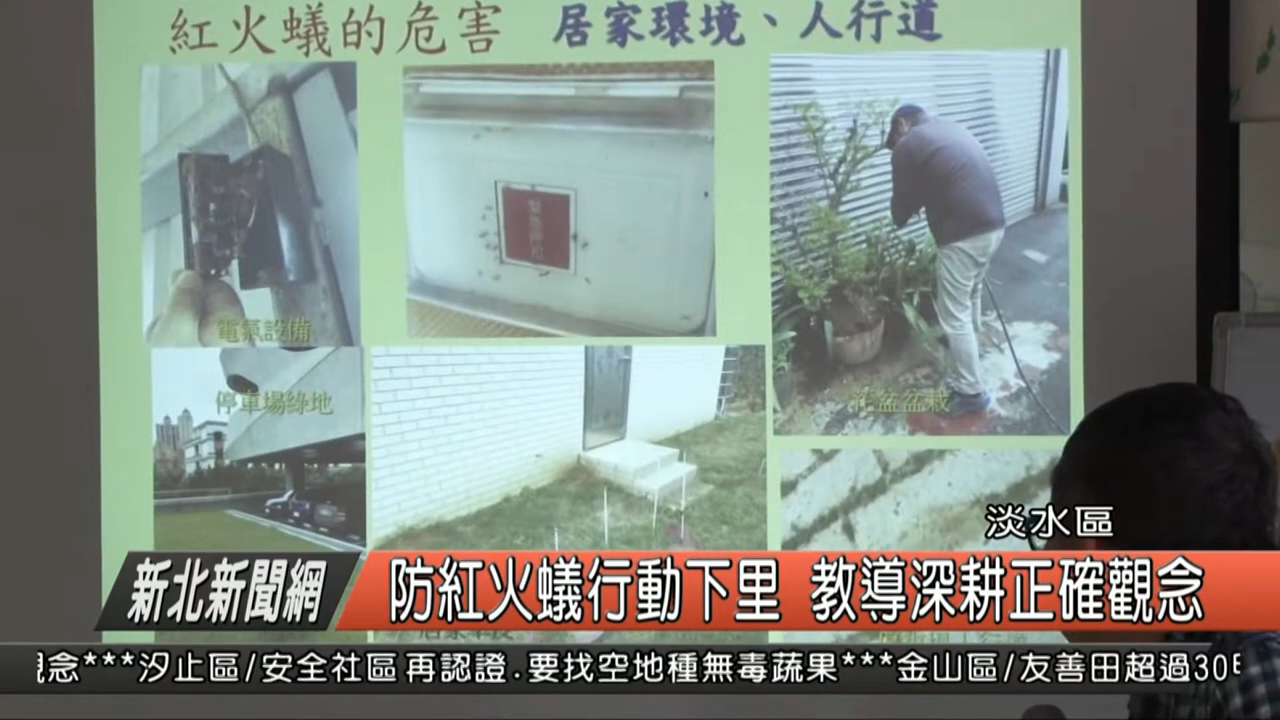 紅火蟻的危害 居家環境、人行道
電氣設備
停車場綠地
花盆盆栽
淡水區
新北新聞網 防紅火蟻行動下里 教導深耕正確觀念
念***汐止區/安全社區再認證.要找空地種無毒蔬果***金山區/友善田超過30